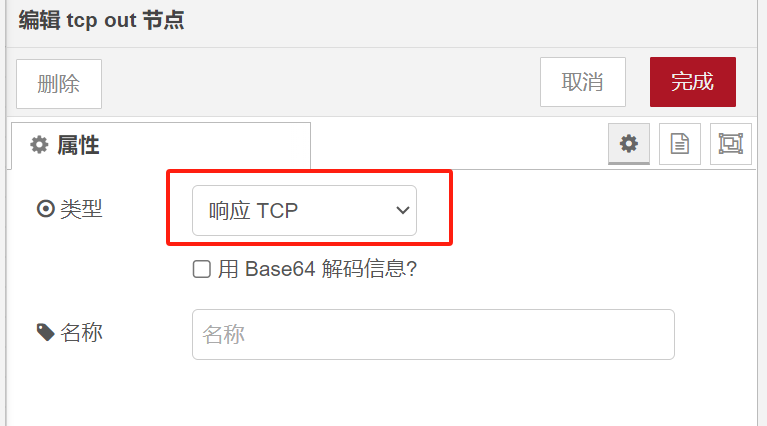 编辑 tcp out 节点
删除 取消 完成
属性
类型 响应 TCP
用 Base64 解码信息?
名称 名称